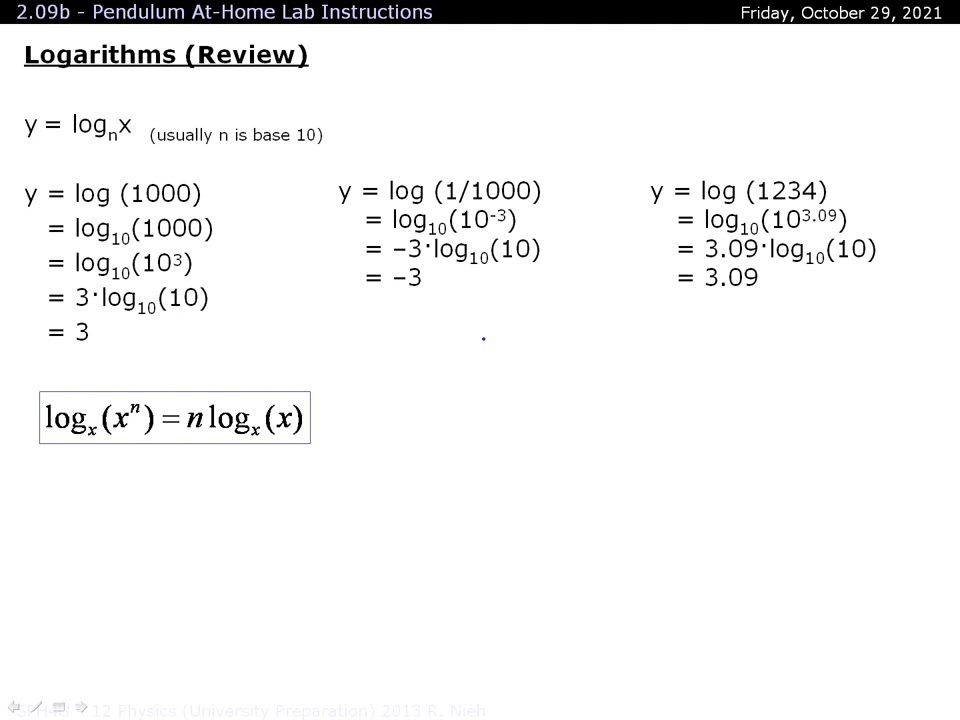 2.09b - Pendulum At-Home Lab Instructions
Friday, October 29, 2021
Logarithms (Review)
y = logₙx (usually n is base 10)
y = log (1000)
= log₁₀(1000)
= log₁₀(10³)
= 3·log₁₀(10)
= 3
y = log (1/1000)
= log₁₀(10⁻³)
= –3·log₁₀(10)
= –3
y = log (1234)
= log₁₀(10³·⁰⁹)
= 3.09·log₁₀(10)
= 3.09
logₓ(xⁿ) = n logₓ(x)
12 Physics (University Preparation) 2013 R. Nieh